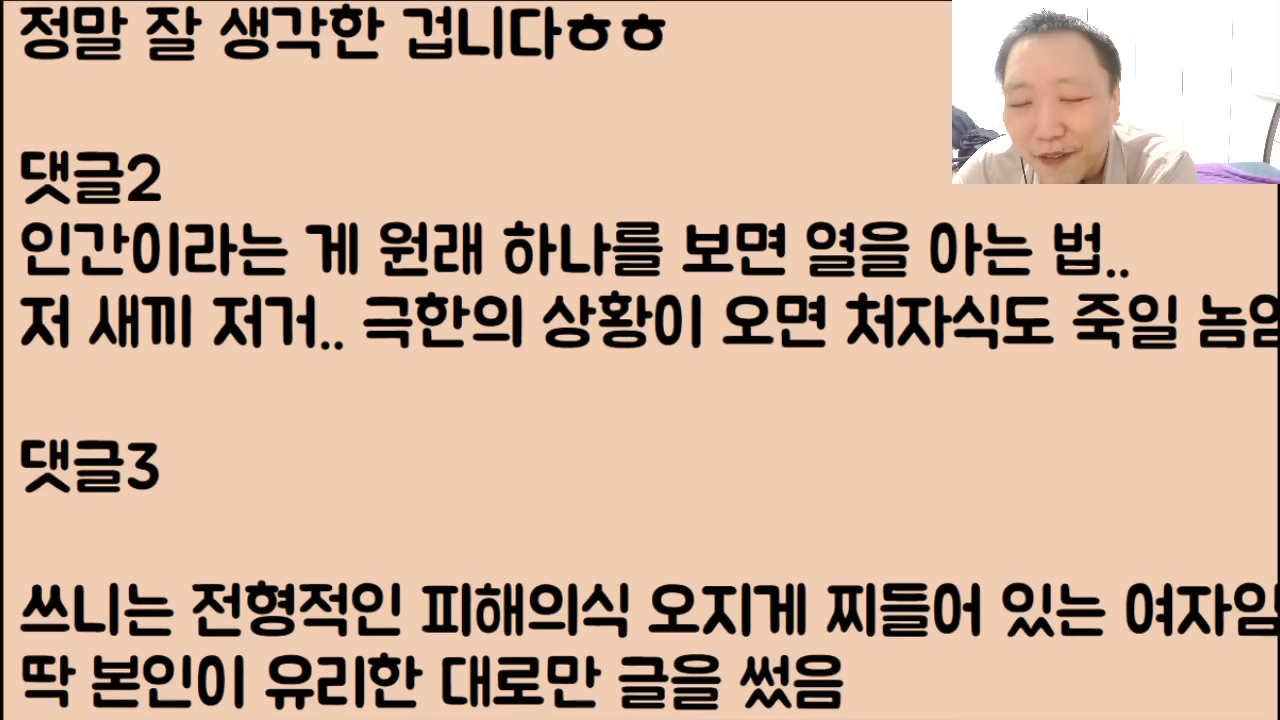 정말 잘 생각한 겁니다ㅎㅎ
댓글2
인간이라는 게 원래 하나를 보면 열을 아는 법..
저 새끼 저거.. 극한의 상황이 오면 처자식도 죽일 놈임
댓글3
쓰니는 전형적인 피해의식 오지게 찌들어 있는 여자임
딱 본인이 유리한 대로만 글을 썼음